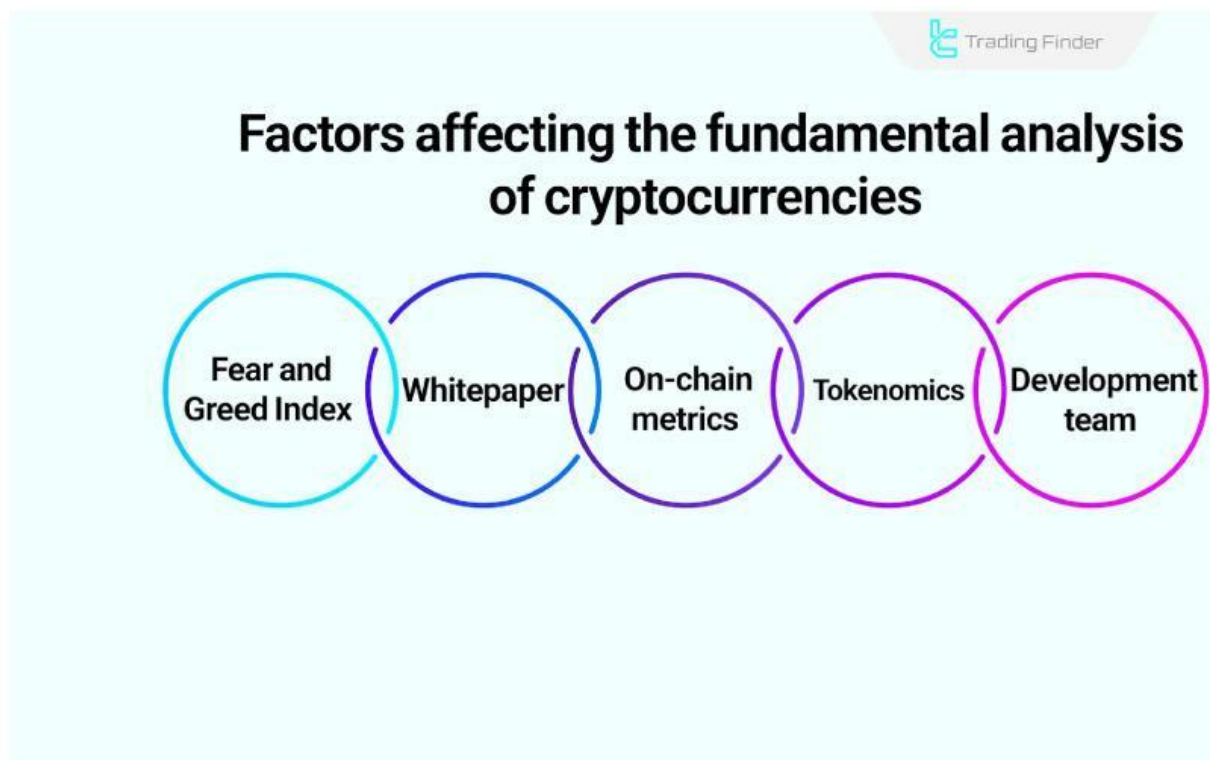 Trading Finder
Factors affecting the fundamental analysis
of cryptocurrencies
Fear and
Greed Index
Whitepaper
On-chain
metrics
Tokenomics
Development
team